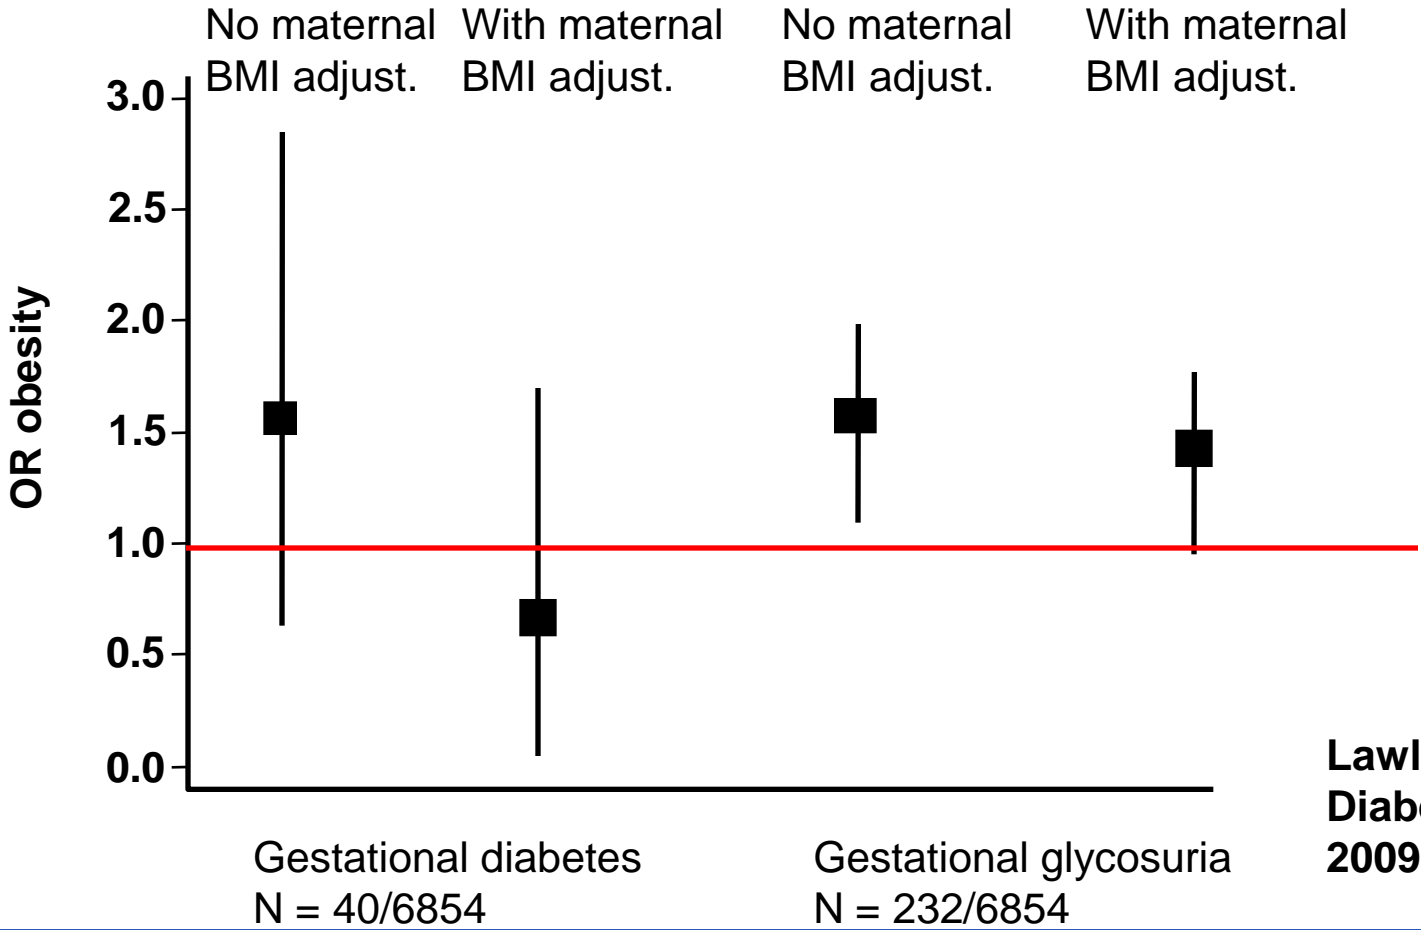 No maternal
BMI adjust.
With maternal
BMI adjust.
No maternal
BMI adjust.
With maternal
BMI adjust.
OR obesity
3.0
2.5
2.0
1.5
1.0
0.5
0.0
Gestational diabetes
N = 40/6854
Gestational glycosuria
N = 232/6854
2009